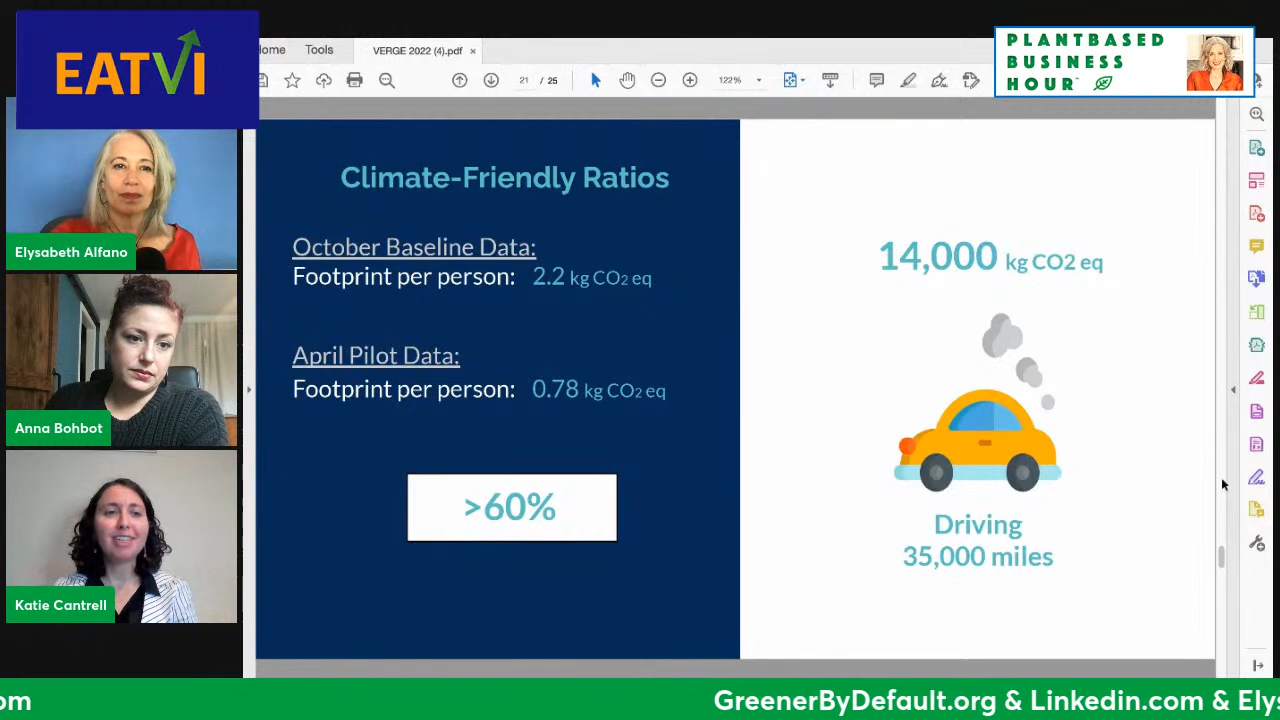 EATVI
ome
Tools
VERGE 2022 (4).pdf
×
21 / 25
122%
PLANTBASED
BUSINESS
HOUR
Climate-Friendly Ratios
October Baseline Data:
Footprint per person: 2.2 kg CO2 eq
April Pilot Data:
Footprint per person: 0.78 kg CO2 eq
>60%
14,000 kg CO2 eq
Driving
35,000 miles
Elysabeth Alfano
Anna Bohbot
Katie Cantrell
om
GreenerByDefault.org & Linkedin.com & Elys